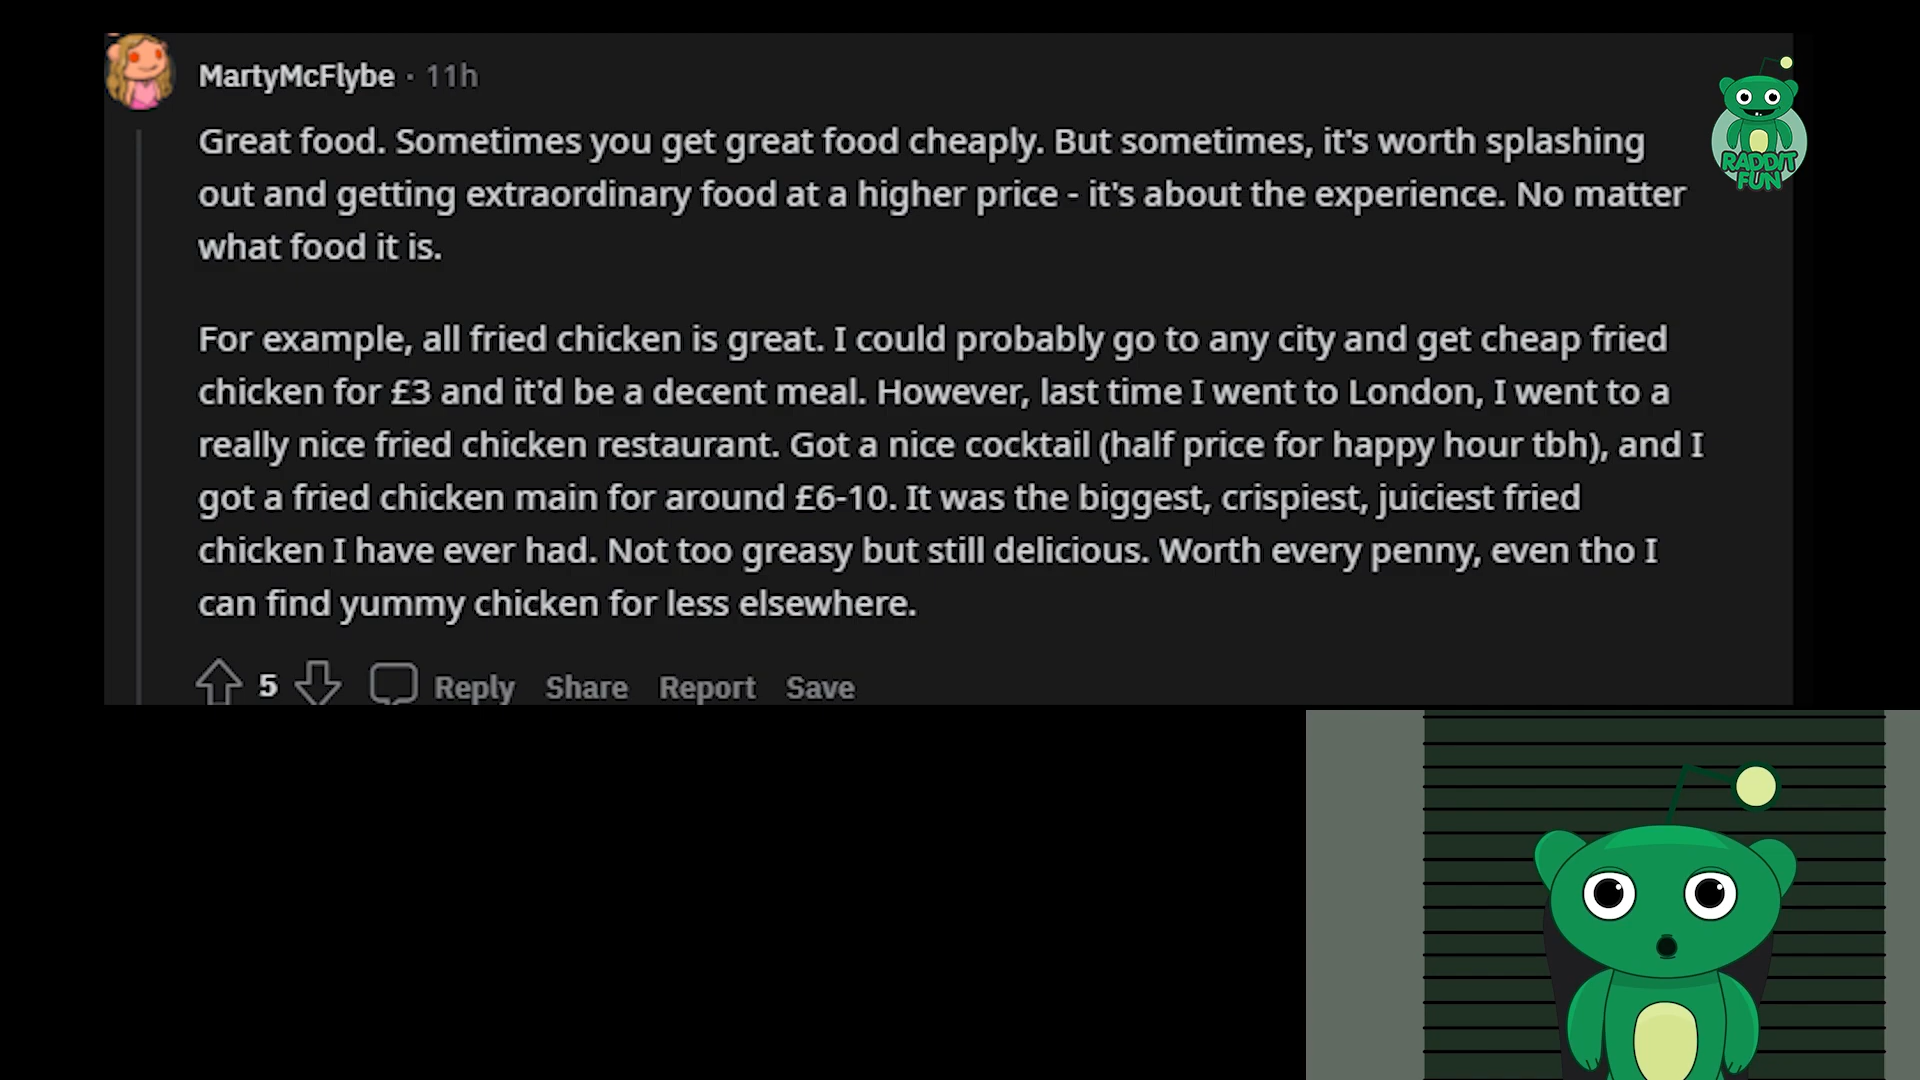 MartyMcFlybe · 11h
Great food. Sometimes you get great food cheaply. But sometimes, it's worth splashing
out and getting extraordinary food at a higher price - it's about the experience. No matter
what food it is.
For example, all fried chicken is great. I could probably go to any city and get cheap fried
chicken for £3 and it'd be a decent meal. However, last time I went to London, I went to a
really nice fried chicken restaurant. Got a nice cocktail (half price for happy hour tbh), and I
got a fried chicken main for around £6-10. It was the biggest, crispiest, juiciest fried
chicken I have ever had. Not too greasy but still delicious. Worth every penny, even tho I
can find yummy chicken for less elsewhere.
5 Reply Share Report Save
RADDIT
FUN